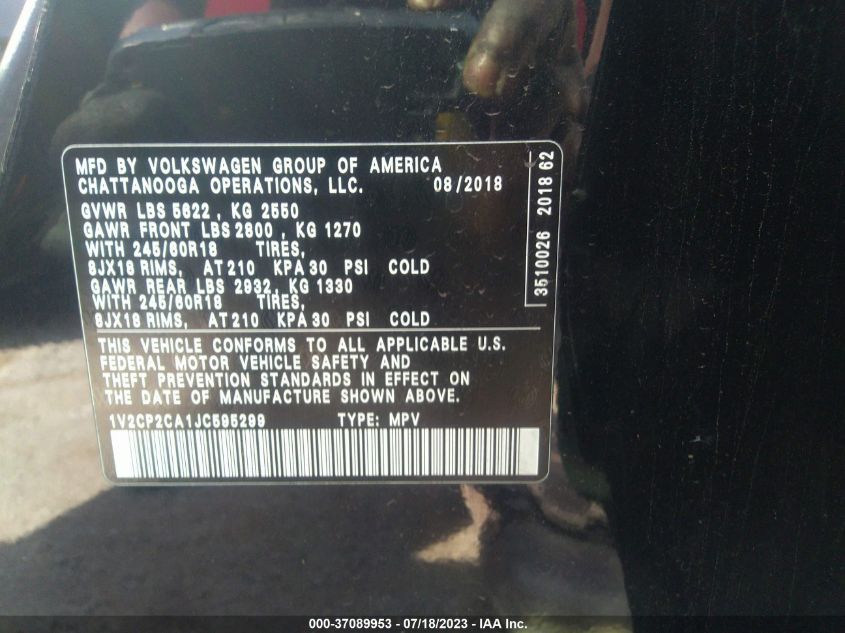 MFD BY VOLKSWAGEN GROUP OF AMERICA
CHATTANOOGA OPERATIONS, LLC. 08/2018
GVWR LBS 5622, KG 2550
GAWR FRONT LBS 2800, KG 1270
WITH 245/60R18 TIRES,
8JX18 RIMS, AT 210 KPA 30 PSI COLD
GAWR REAR LBS 2932, KG 1330
WITH 245/60R18 TIRES,
8JX18 RIMS, AT 210 KPA 30 PSI COLD
3510026 2018 62
THIS VEHICLE CONFORMS TO ALL APPLICABLE U.S.
FEDERAL MOTOR VEHICLE SAFETY AND
THEFT PREVENTION STANDARDS IN EFFECT ON
THE DATE OF MANUFACTURE SHOWN ABOVE.
1V2CP2CA1JC595299 TYPE: MPV
000-37089953 - 07/18/2023 - IAA Inc.